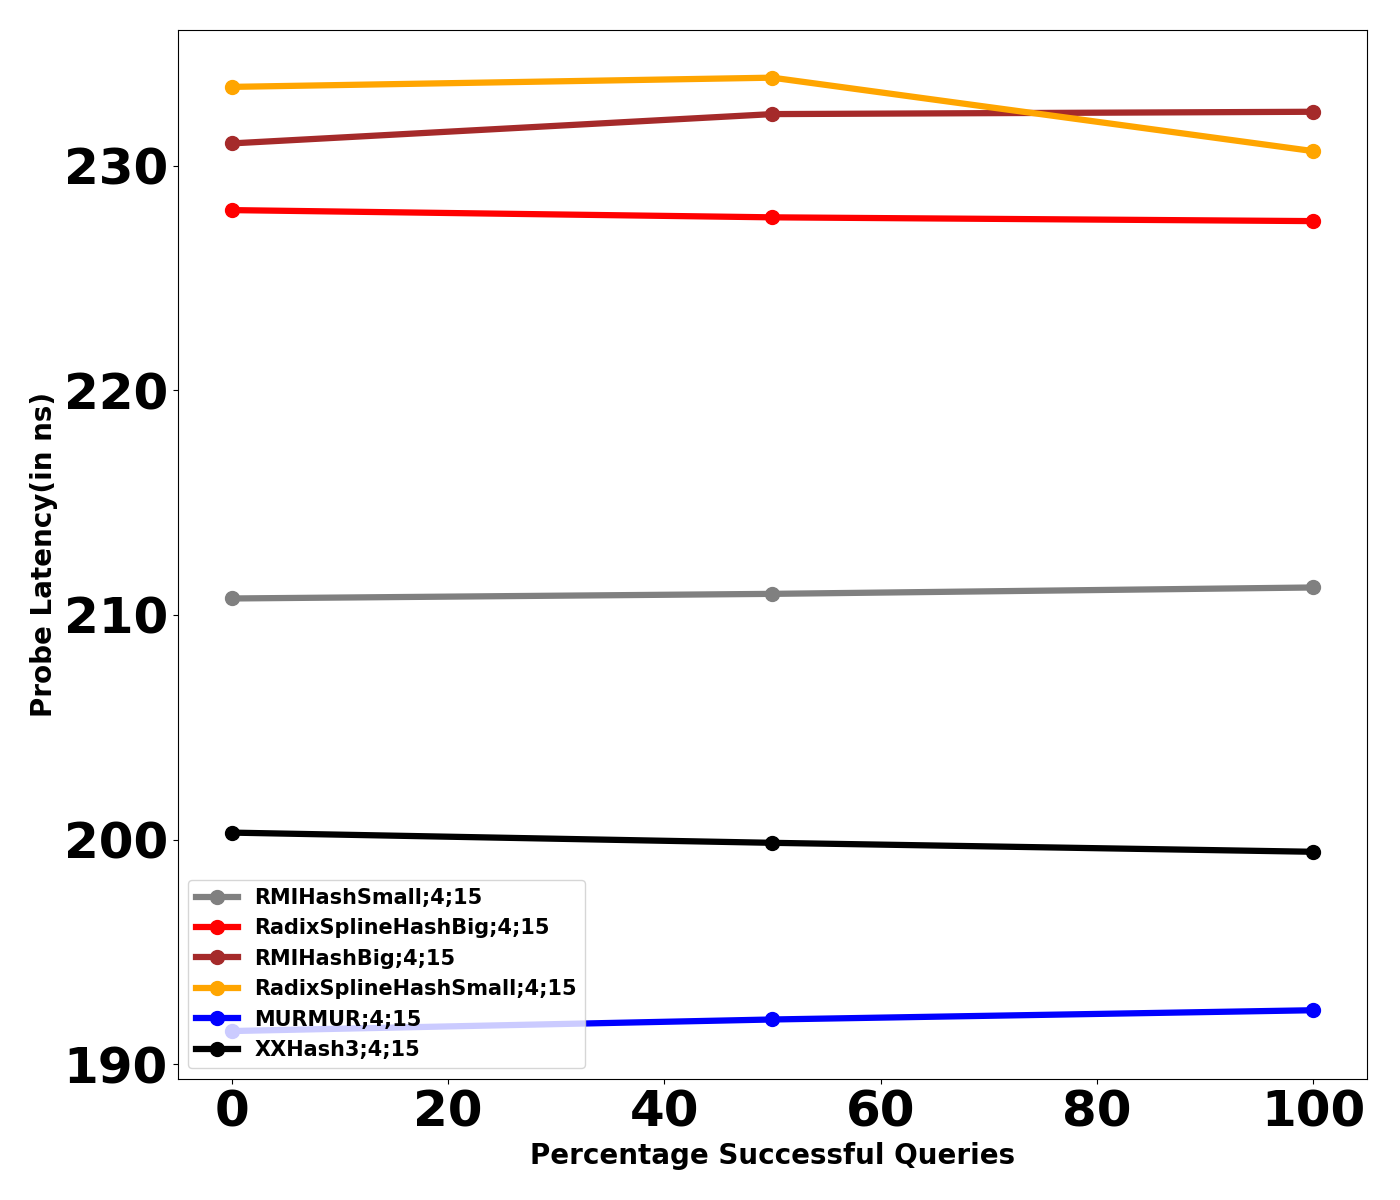 230
220
210
200
190
Probe Latency(in ns)
RMIHashSmall;4;15
RadixSplineHashBig;4;15
RMIHashBig;4;15
RadixSplineHashSmall;4;15
MURMUR;4;15
XXHash3;4;15
0 20 40 60 80 100
Percentage Successful Queries